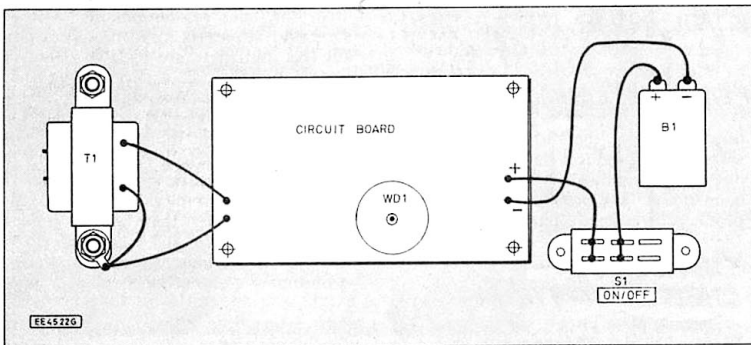 T1
CIRCUIT BOARD
WD1
+
−
+ −
B1
S1
ON/OFF
EE4522G